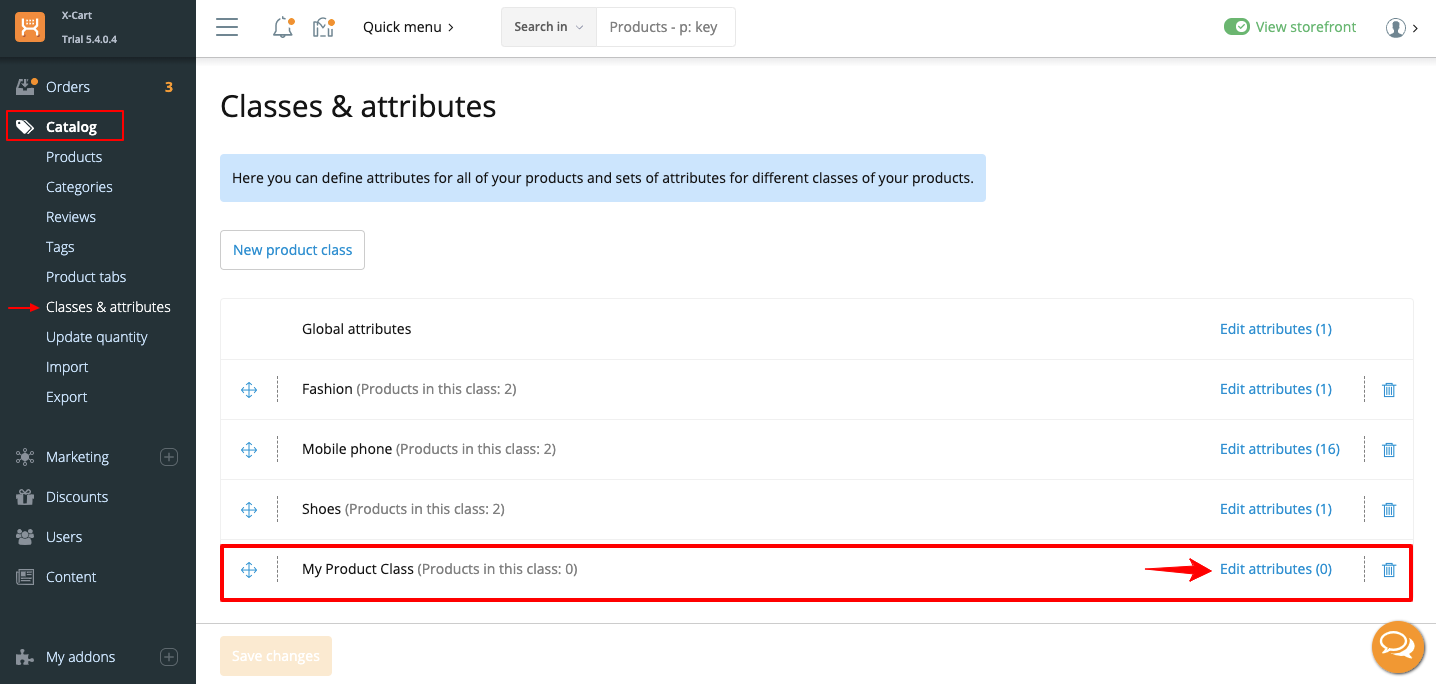 X-Cart
Trial 5.4.0.4
Quick menu
Search in
Products - p: key
View storefront
Orders 3
Catalog
Products
Categories
Reviews
Tags
Product tabs
Classes & attributes
Update quantity
Import
Export
Marketing
Discounts
Users
Content
My addons
Classes & attributes
Here you can define attributes for all of your products and sets of attributes for different classes of your products.
New product class
Global attributes Edit attributes (1)
Fashion (Products in this class: 2) Edit attributes (1)
Mobile phone (Products in this class: 2) Edit attributes (16)
Shoes (Products in this class: 2) Edit attributes (1)
My Product Class (Products in this class: 0) Edit attributes (0)
Save changes